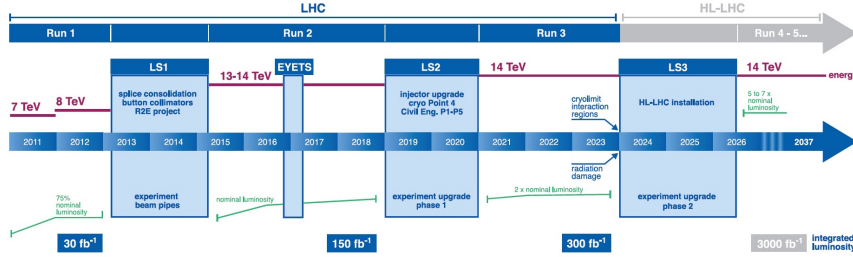 LHC
HL-LHC
Run 1
Run 2
Run 3
Run 4 - 5...
LS1
EYETS
LS2
LS3
7 TeV
8 TeV
13-14 TeV
14 TeV
14 TeV
energ
splice consolidation
button collimators
R2E project
injector upgrade
cryo Point 4
Civil Eng. P1-P5
cryolimit
interaction
regions
HL-LHC installation
5 to 7 x
nominal
luminosity
2011
2012
2013
2014
2015
2016
2017
2018
2019
2020
2021
2022
2023
2024
2025
2026
2037
radiation
damage
75%
nominal
luminosity
experiment
beam pipes
nominal luminosity
experiment upgrade
phase 1
2 x nominal luminosity
experiment upgrade
phase 2
30 fb-1
150 fb-1
300 fb-1
3000 fb-1
integrated
luminosity